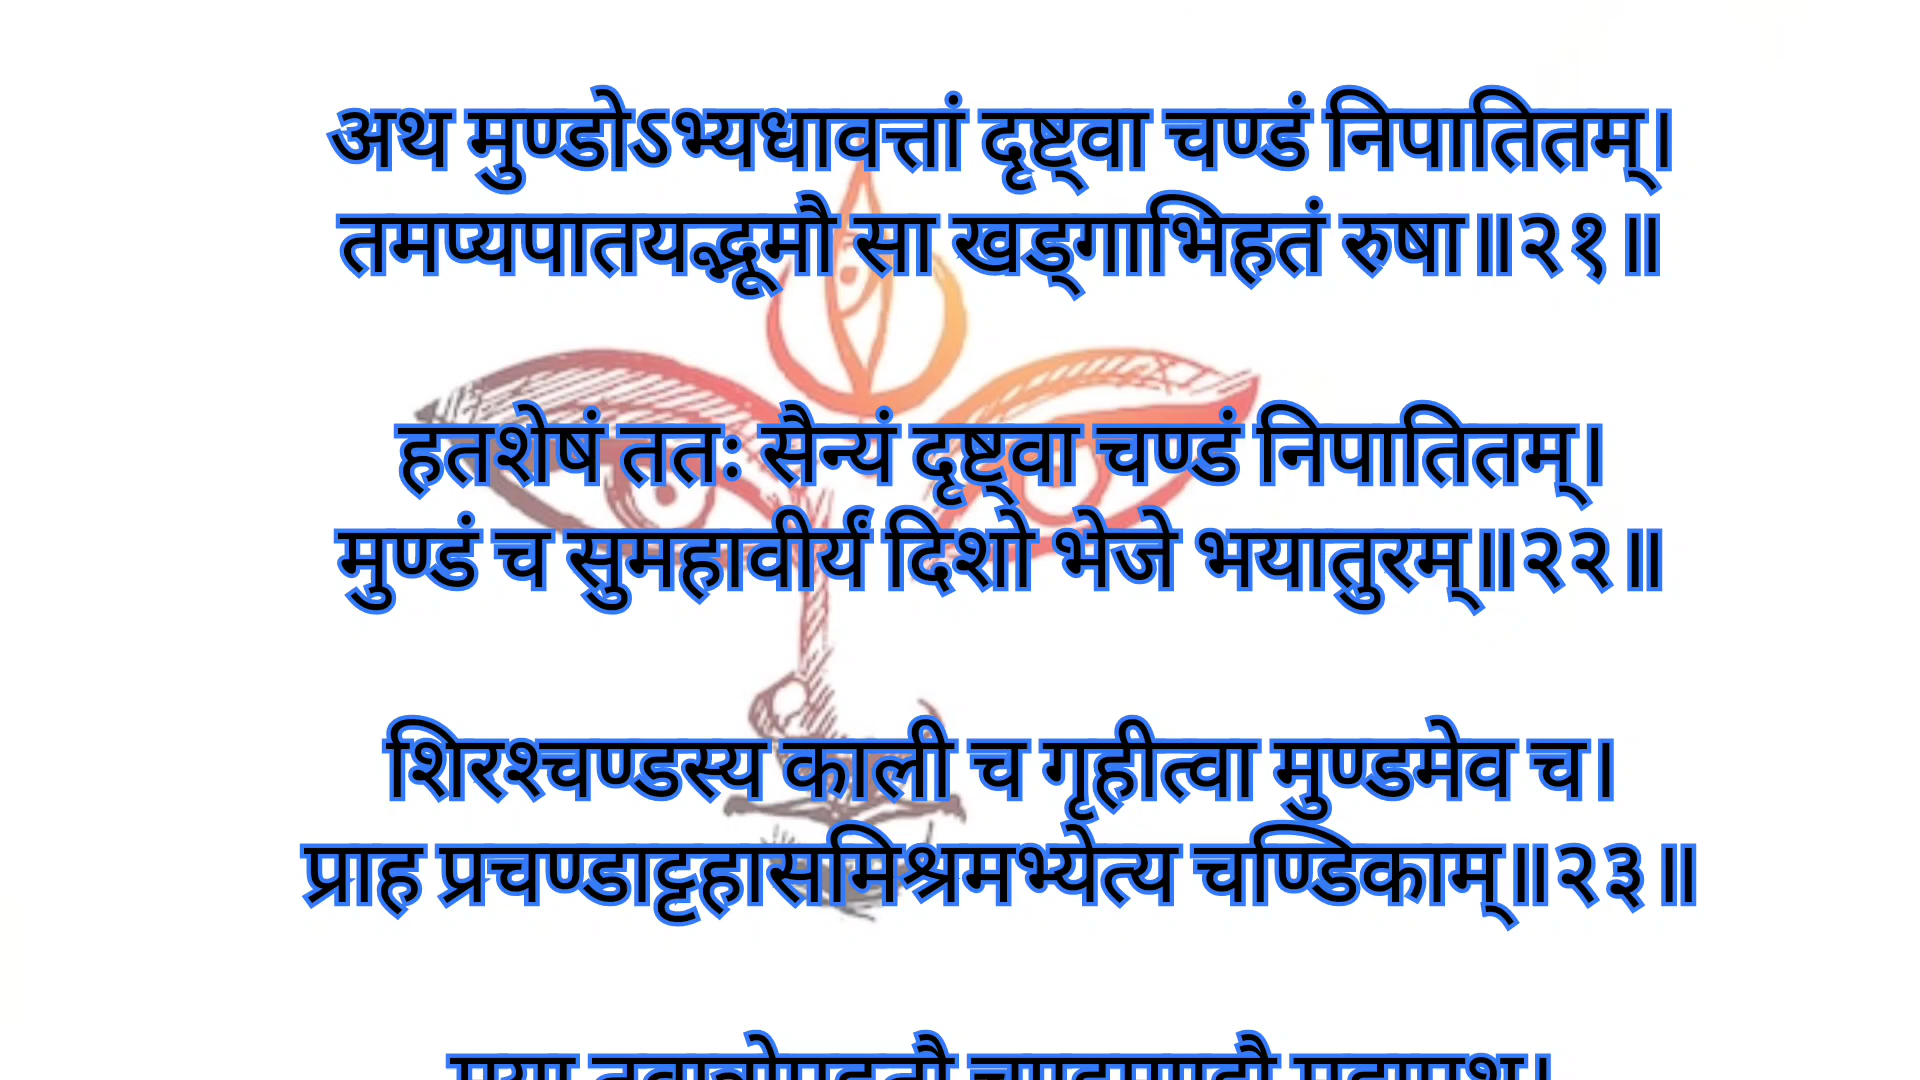 अथ मुण्डोऽभ्यधावत्तां दृष्ट्वा चण्डं निपातितम्।
तमप्यपातयद्भूमौ सा खड्गाभिहतं रुषा॥२१॥
हतशेषं ततः सैन्यं दृष्ट्वा चण्डं निपातितम्।
मुण्डं च सुमहावीर्यं दिशो भेजे भयातुरम्॥२२॥
शिरश्चण्डस्य काली च गृहीत्वा मुण्डमेव च।
प्राह प्रचण्डाट्टहासमिश्रमभ्येत्य चण्डिकाम्॥२३॥